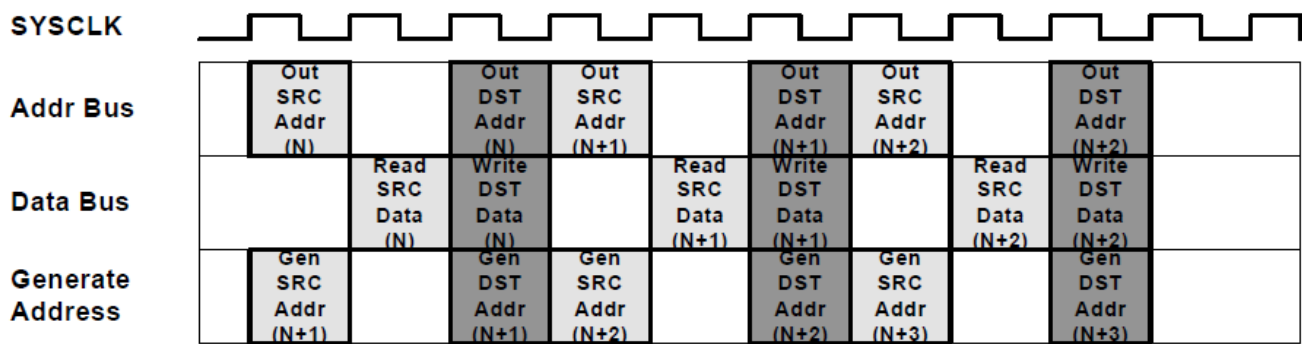 SYSCLK
Addr Bus
Out SRC Addr (N)
Out DST Addr (N)
Out SRC Addr (N+1)
Out DST Addr (N+1)
Out SRC Addr (N+2)
Out DST Addr (N+2)
Data Bus
Read SRC Data (N)
Write DST Data (N)
Read SRC Data (N+1)
Write DST Data (N+1)
Read SRC Data (N+2)
Write DST Data (N+2)
Generate Address
Gen SRC Addr (N+1)
Gen DST Addr (N+1)
Gen SRC Addr (N+2)
Gen DST Addr (N+2)
Gen SRC Addr (N+3)
Gen DST Addr (N+3)